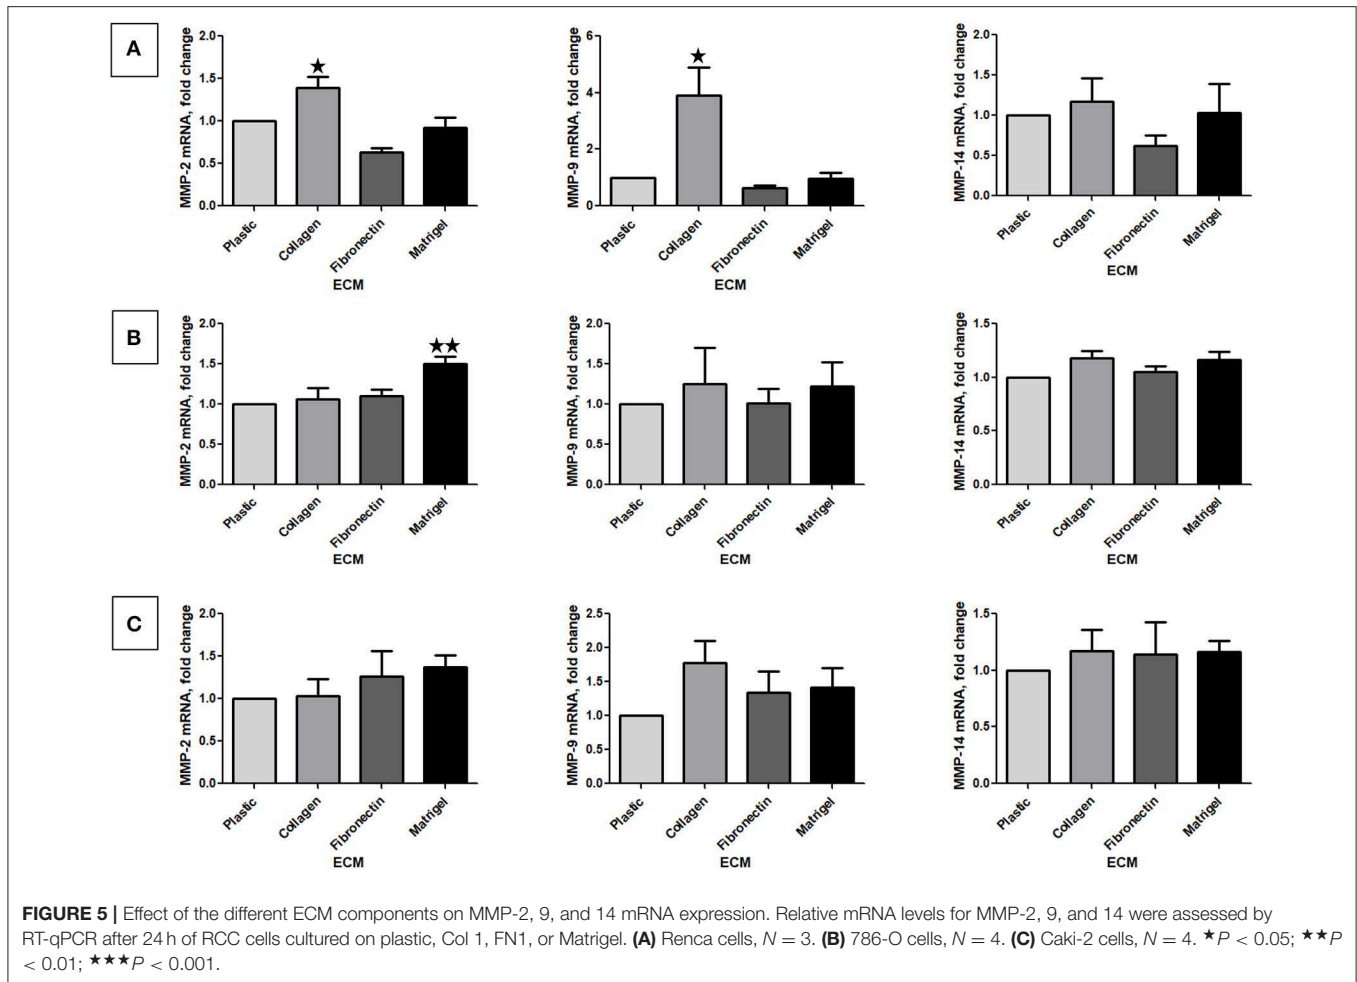 A
MMP-2 mRNA, fold change
2.0
1.5
1.0
0.5
0.0
Plastic
Collagen
Fibronectin
Matrigel
ECM
★
MMP-9 mRNA, fold change
6
4
2
0
Plastic
Collagen
Fibronectin
Matrigel
ECM
★
MMP-14 mRNA, fold change
2.0
1.5
1.0
0.5
0.0
Plastic
Collagen
Fibronectin
Matrigel
ECM
B
MMP-2 mRNA, fold change
2.0
1.5
1.0
0.5
0.0
Plastic
Collagen
Fibronectin
Matrigel
ECM
★★
MMP-9 mRNA, fold change
2.0
1.5
1.0
0.5
0.0
Plastic
Collagen
Fibronectin
Matrigel
ECM
MMP-14 mRNA, fold change
1.5
1.0
0.5
0.0
Plastic
Collagen
Fibronectin
Matrigel
ECM
C
MMP-2 mRNA, fold change
2.0
1.5
1.0
0.5
0.0
Plastic
Collagen
Fibronectin
Matrigel
ECM
MMP-9 mRNA, fold change
2.5
2.0
1.5
1.0
0.5
0.0
Plastic
Collagen
Fibronectin
Matrigel
ECM
MMP-14 mRNA, fold change
1.5
1.0
0.5
0.0
Plastic
Collagen
Fibronectin
Matrigel
ECM
FIGURE 5 | Effect of the different ECM components on MMP-2, 9, and 14 mRNA expression. Relative mRNA levels for MMP-2, 9, and 14 were assessed by
RT-qPCR after 24 h of RCC cells cultured on plastic, Col 1, FN1, or Matrigel. (A) Renca cells, N = 3. (B) 786-O cells, N = 4. (C) Caki-2 cells, N = 4. ★P < 0.05; ★★P
< 0.01; ★★★P < 0.001.